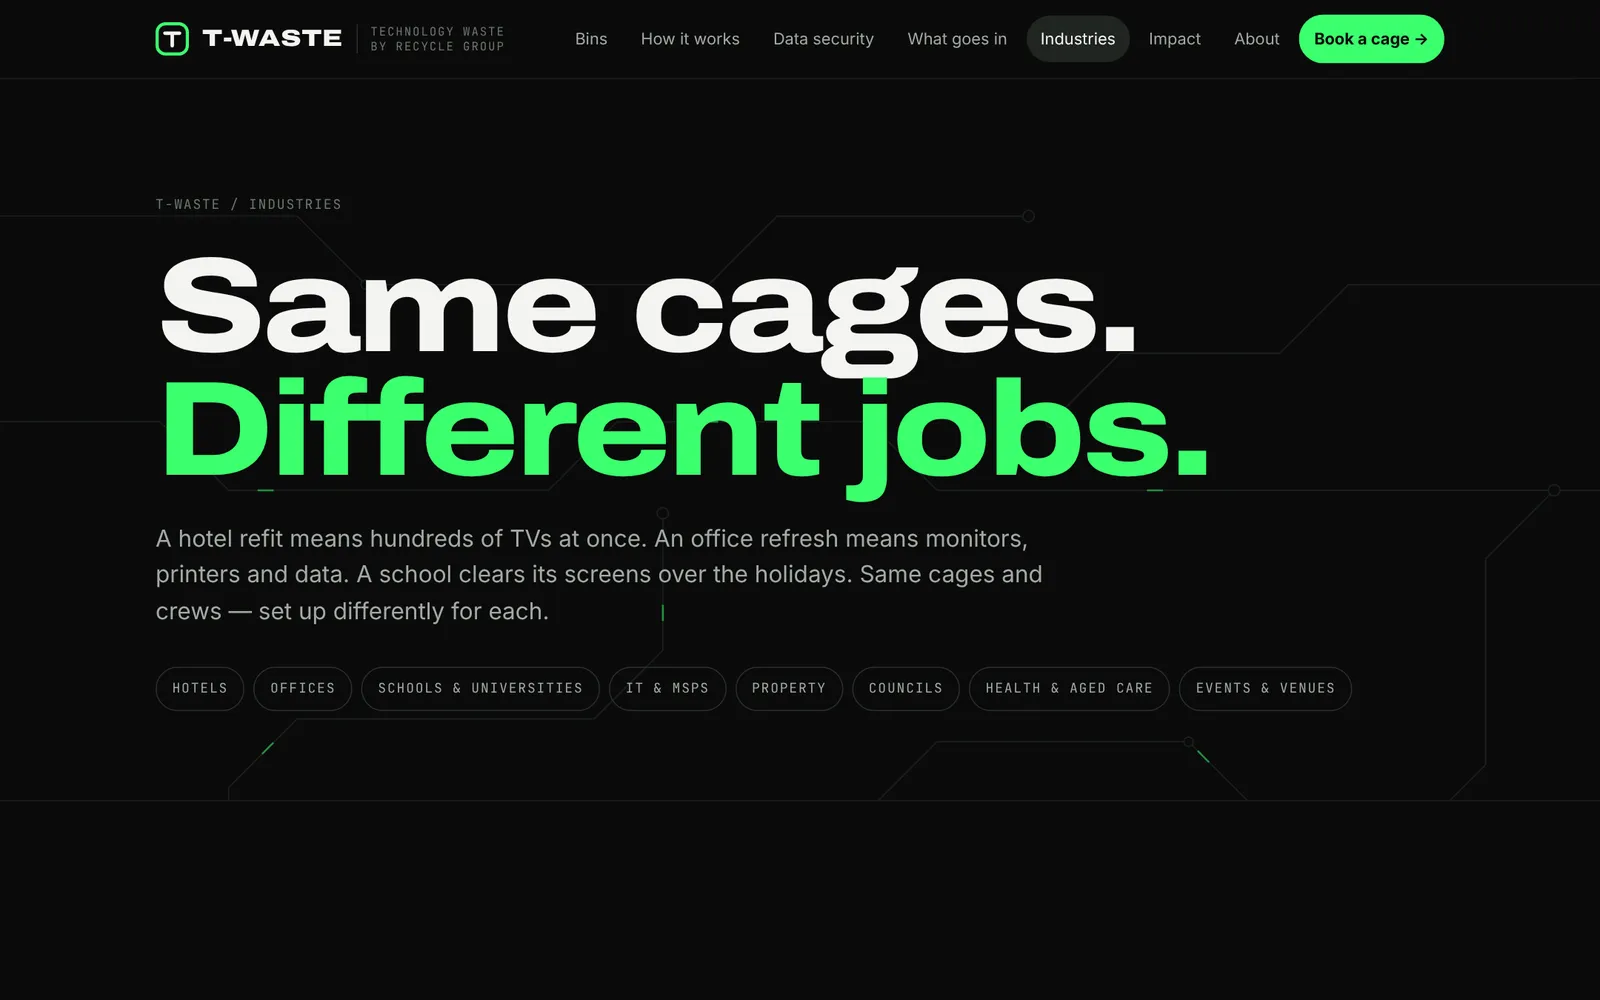 T-WASTE
TECHNOLOGY WASTE
BY RECYCLE GROUP
Bins
How it works
Data security
What goes in
Industries
Impact
About
Book a cage →
T-WASTE / INDUSTRIES
Same cages.
Different jobs.
A hotel refit means hundreds of TVs at once. An office refresh means monitors,
printers and data. A school clears its screens over the holidays. Same cages and
crews — set up differently for each.
HOTELS
OFFICES
SCHOOLS & UNIVERSITIES
IT & MSPS
PROPERTY
COUNCILS
HEALTH & AGED CARE
EVENTS & VENUES